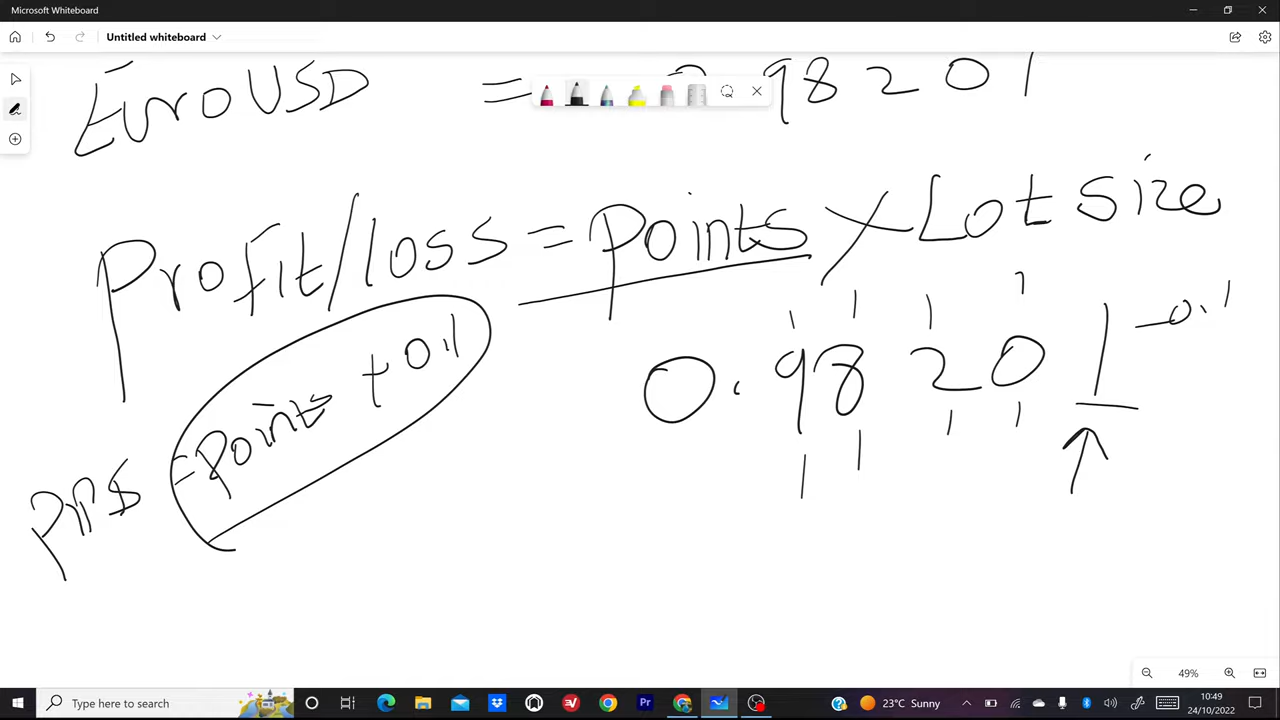 Microsoft Whiteboard
Untitled whiteboard
EuroUSD = 0.98201
Profit/loss = Points X Lot size
0.98201 - 0.1
PIPS = Points + 0.1
49%
Type here to search
Pr
23°C Sunny
10:49
24/10/2022